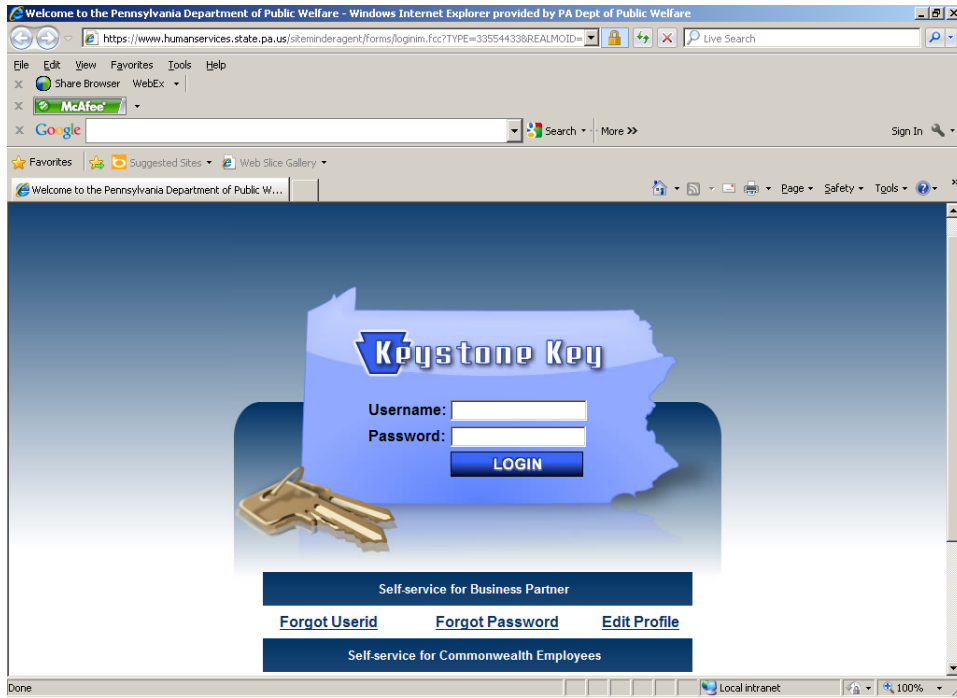 Welcome to the Pennsylvania Department of Public Welfare - Windows Internet Explorer provided by PA Dept of Public Welfare
https://www.humanservices.state.pa.us/siteminderagent/forms/loginim.fcc?TYPE=33554433&REALMOID=
Live Search
File Edit View Favorites Tools Help
x Share Browser WebEx
x McAfee
x Google Search More >> Sign In
Favorites Suggested Sites Web Slice Gallery
Welcome to the Pennsylvania Department of Public W... Page Safety Tools
Keystone Key
Username:
Password:
LOGIN
Self-service for Business Partner
Forgot Userid Forgot Password Edit Profile
Self-service for Commonwealth Employees
Done Local intranet 100%